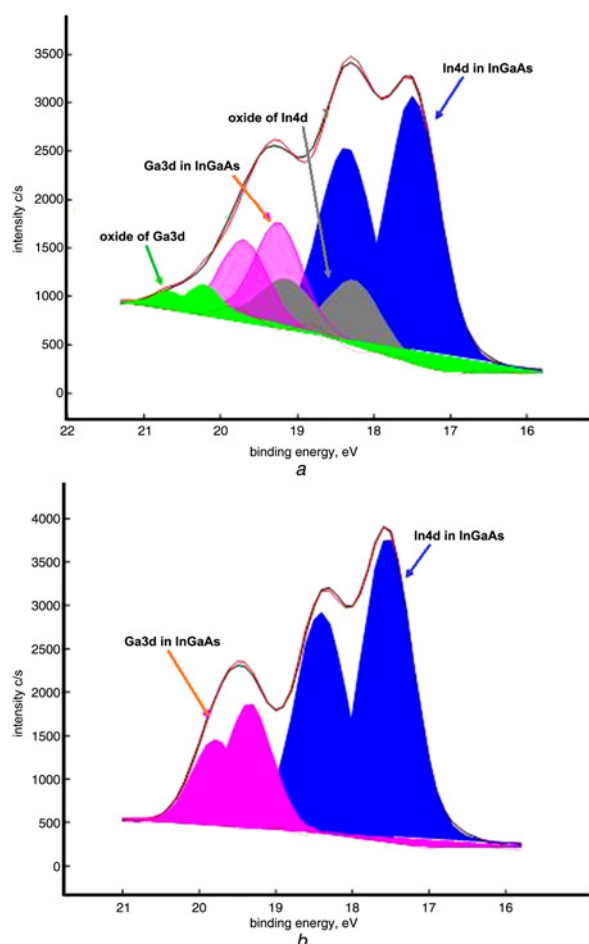 3500
In4d in InGaAs
3000
oxide of In4d
2500
Ga3d in InGaAs
2000
intensity c/s
1500
oxide of Ga3d
1000
500
0
22 21 20 19 18 17 16
binding energy, eV
a
4000
In4d in InGaAs
3500
3000
Ga3d in InGaAs
2500
2000
intensity c/s
1500
1000
500
0
21 20 19 18 17 16
binding energy, eV
b